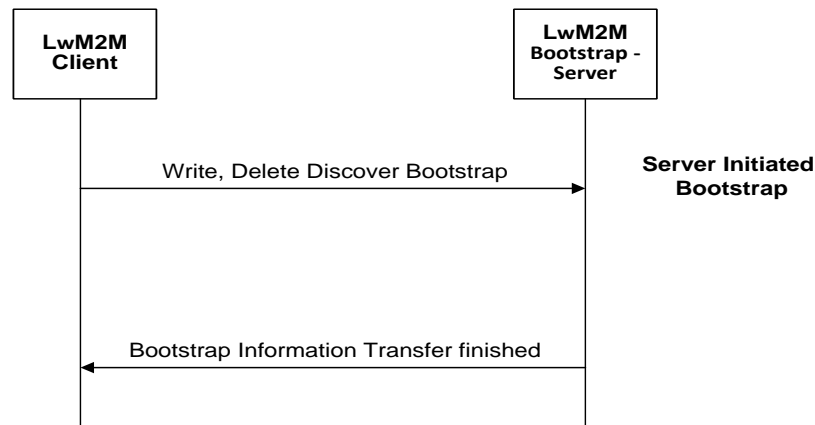 LwM2M
Client
LwM2M
Bootstrap -
Server
Write, Delete Discover Bootstrap
Server Initiated
Bootstrap
Bootstrap Information Transfer finished